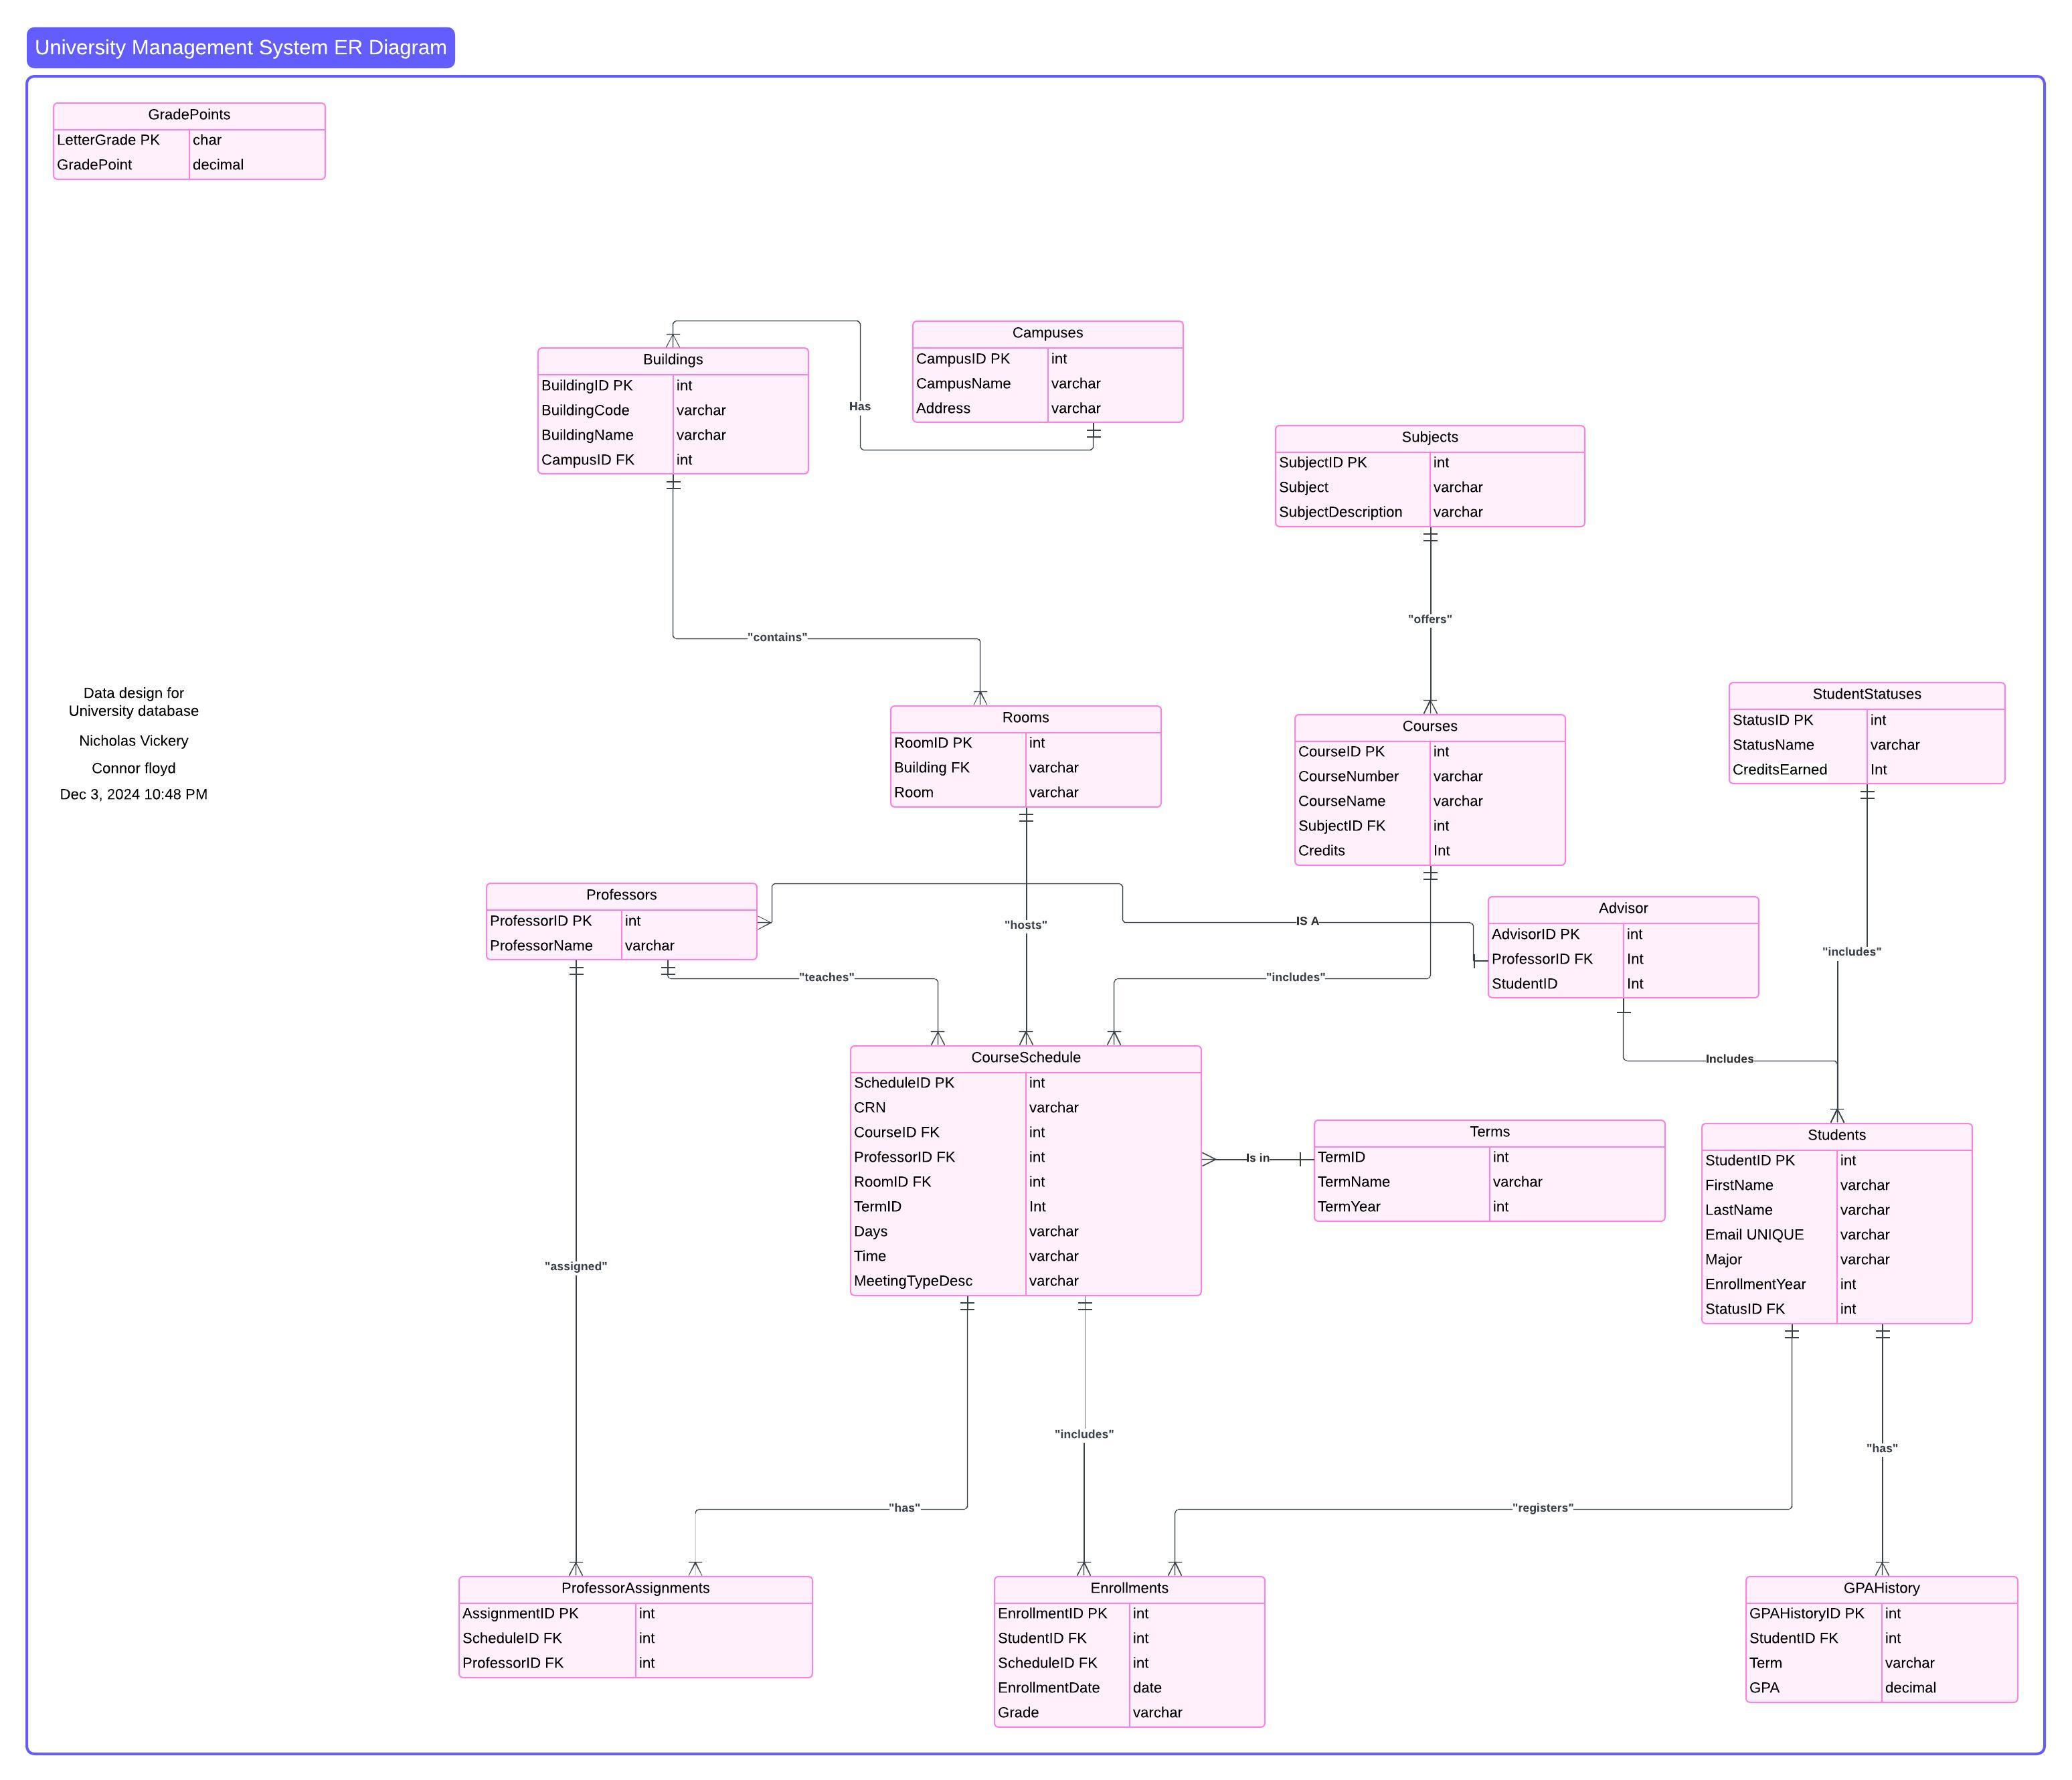 University Management System ER Diagram
GradePoints
LetterGrade PK char
GradePoint decimal
Buildings
BuildingID PK int
BuildingCode varchar
BuildingName varchar
CampusID FK int
Has
Campuses
CampusID PK int
CampusName varchar
Address varchar
Subjects
SubjectID PK int
Subject varchar
SubjectDescription varchar
"contains"
"offers"
Data design for
University database
Nicholas Vickery
Connor floyd
Dec 3, 2024 10:48 PM
Rooms
RoomID PK int
Building FK varchar
Room varchar
Courses
CourseID PK int
CourseNumber varchar
CourseName varchar
SubjectID FK int
Credits Int
StudentStatuses
StatusID PK int
StatusName varchar
CreditsEarned Int
Professors
ProfessorID PK int
ProfessorName varchar
"hosts"
IS A
Advisor
AdvisorID PK int
ProfessorID FK Int
StudentID Int
"includes"
"teaches"
"includes"
Includes
CourseSchedule
ScheduleID PK int
CRN varchar
CourseID FK int
ProfessorID FK int
RoomID FK int
TermID Int
Days varchar
Time varchar
MeetingTypeDesc varchar
Is in
Terms
TermID int
TermName varchar
TermYear int
Students
StudentID PK int
FirstName varchar
LastName varchar
Email UNIQUE varchar
Major varchar
EnrollmentYear int
StatusID FK int
"assigned"
"includes"
"has"
"has"
"registers"
ProfessorAssignments
AssignmentID PK int
ScheduleID FK int
ProfessorID FK int
Enrollments
EnrollmentID PK int
StudentID FK int
ScheduleID FK int
EnrollmentDate date
Grade varchar
GPAHistory
GPAHistoryID PK int
StudentID FK int
Term varchar
GPA decimal